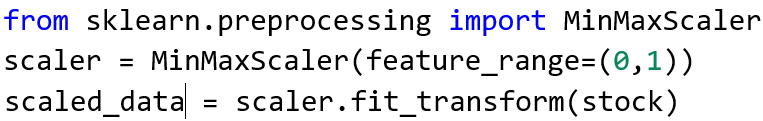 from sklearn.preprocessing import MinMaxScaler
scaler = MinMaxScaler(feature_range=(0,1))
scaled_data = scaler.fit_transform(stock)